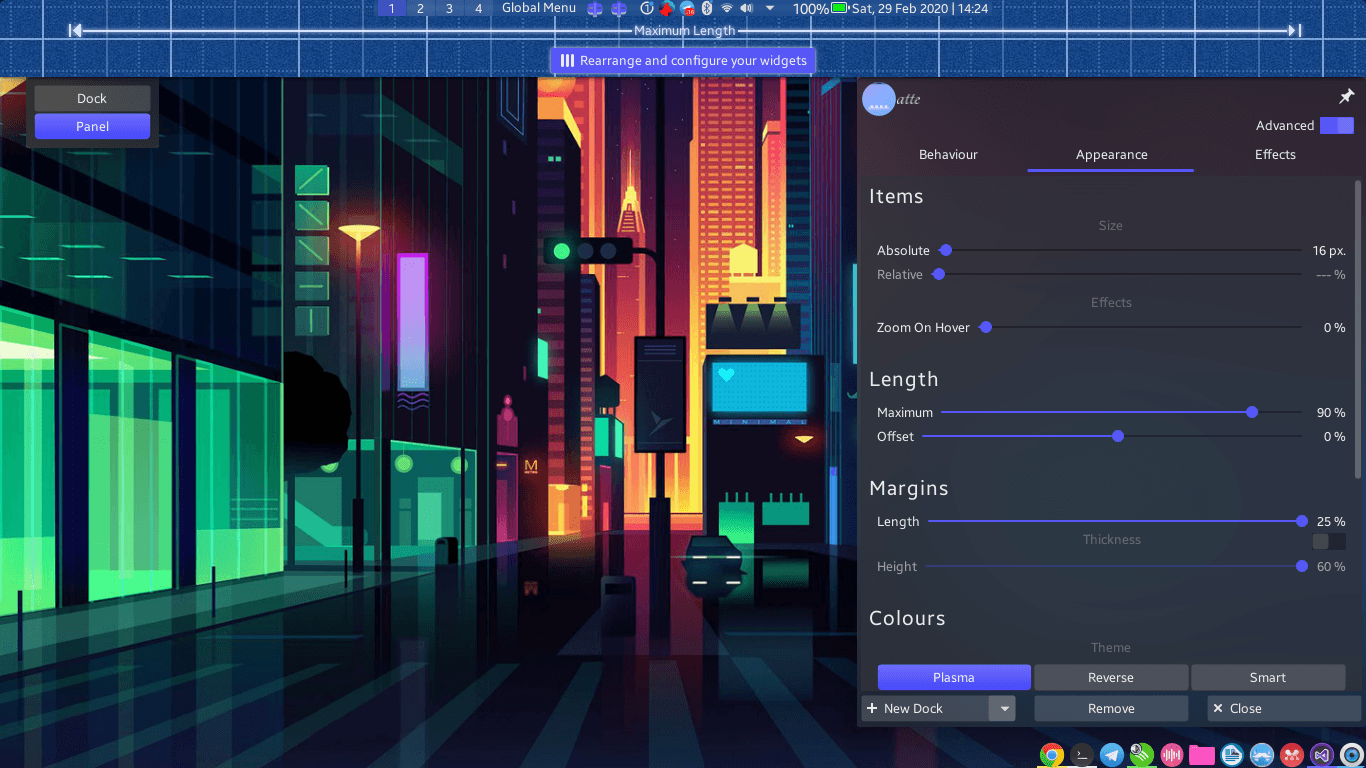 1 2 3 4 Global Menu 100% Sat, 29 Feb 2020 | 14:24
Maximum Length
Rearrange and configure your widgets
Dock
Panel
atte
Advanced
Behaviour Appearance Effects
Items
Size
Absolute 16 px.
Relative --- %
Effects
Zoom On Hover 0 %
Length
Maximum 90 %
Offset 0 %
Margins
Length 25 %
Thickness
Height 60 %
Colours
Theme
Plasma Reverse Smart
+ New Dock Remove × Close
M
MINIMAL